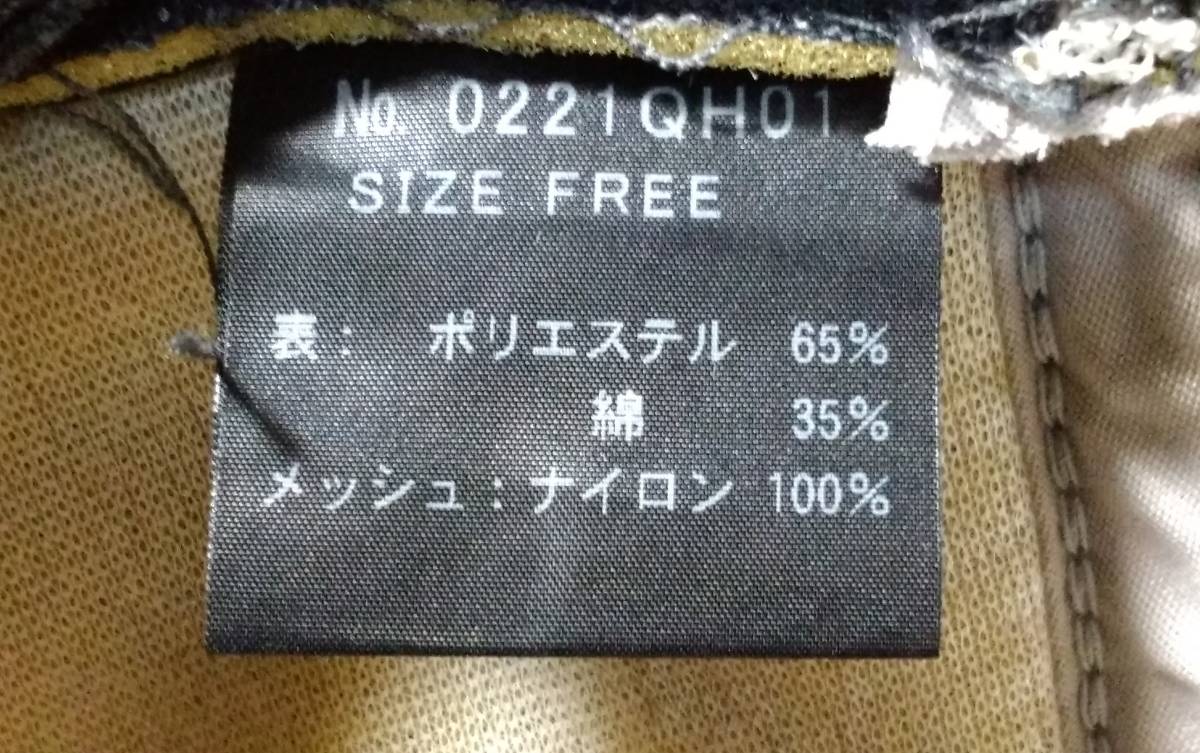 No. 0221QH01
SIZE FREE
表： ポリエステル 65%
綿 35%
メッシュ：ナイロン 100%